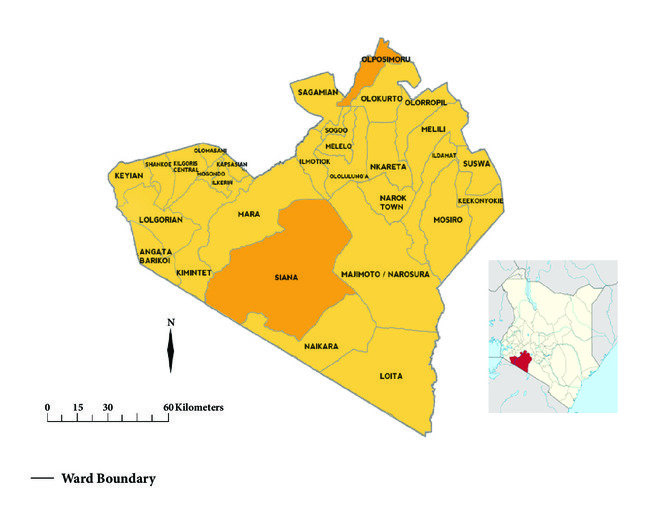 OLPOSIMORU
SAGAMIAN
OLOKURTO
OLORROPIL
SOGOO
MELILI
MELELO
OLOMASANI
ILDAMAT
SHANKOE
KILGORIS
CENTRAL
KAPSASIAN
ILMOTIOK
NKARETA
SUSWA
KEYIAN
MOGONDO
OLOLULUNG'A
ILKERIN
NAROK
TOWN
KEEKONYOKIE
LOLGORIAN
MARA
MOSIRO
ANGATA
BARIKOI
KIMINTET
SIANA
MAJIMOTO / NAROSURA
N
NAIKARA
LOITA
0 15 30 60 Kilometers
Ward Boundary